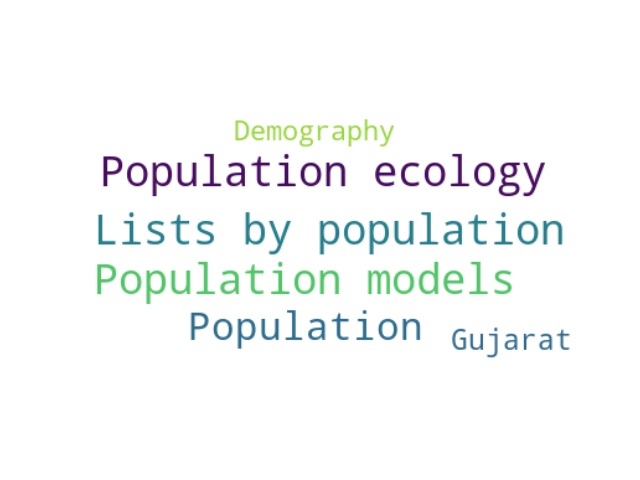 Demography
Population ecology
Lists by population
Population models
Population
Gujarat